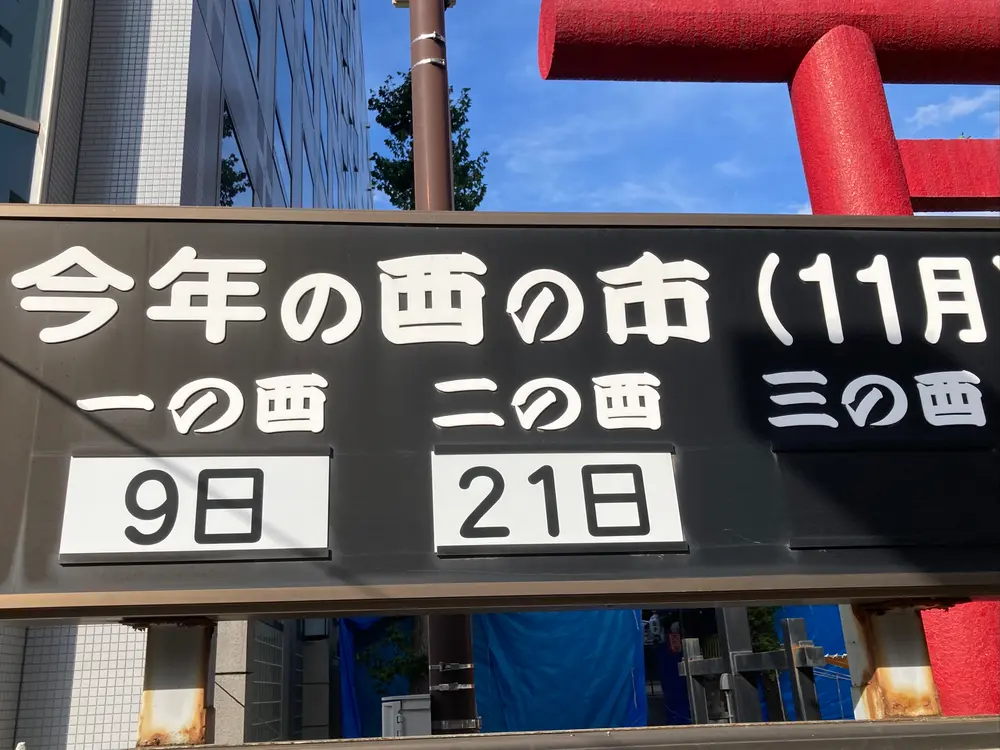 今年の酉の市(11月)
一の酉 二の酉 三の酉
9日 21日